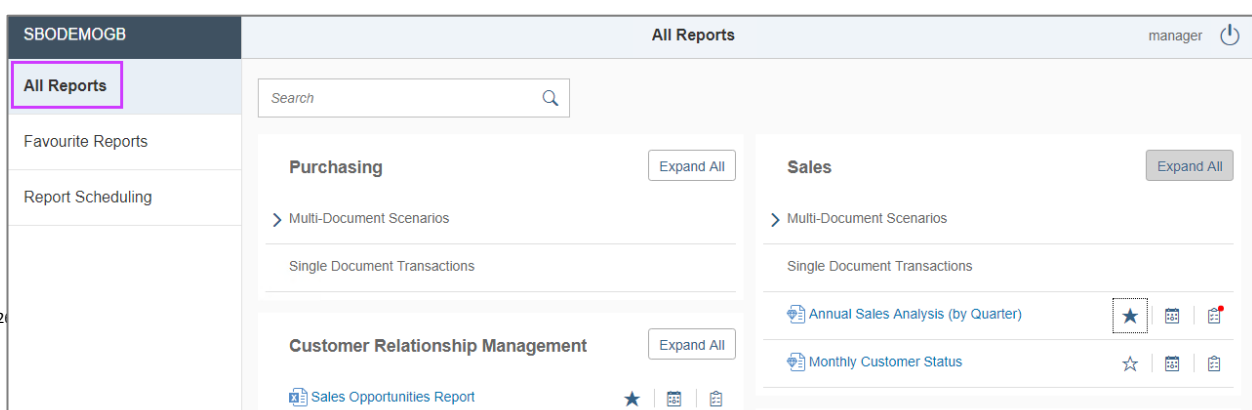 SBODEMOGB
All Reports
manager
All Reports
Favourite Reports
Report Scheduling
Search
Purchasing
Expand All
Multi-Document Scenarios
Single Document Transactions
Customer Relationship Management
Expand All
Sales Opportunities Report
Sales
Expand All
Multi-Document Scenarios
Single Document Transactions
Annual Sales Analysis (by Quarter)
Monthly Customer Status